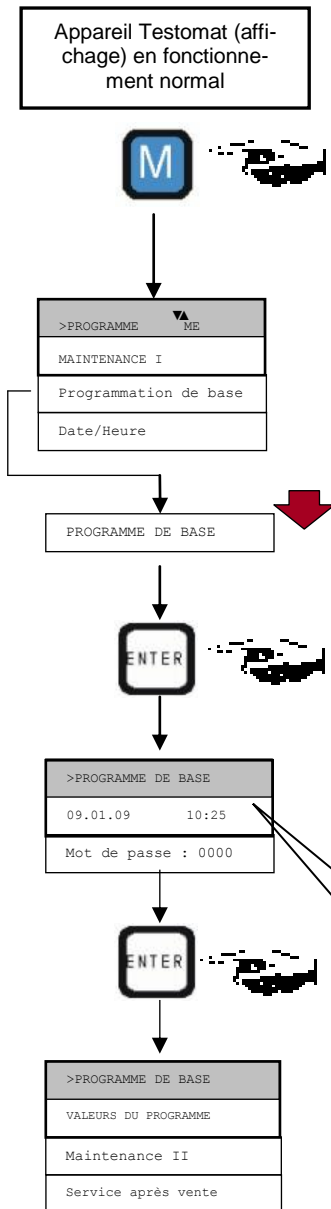 Appareil Testomat (affi-
chage) en fonctionne-
ment normal
M
>PROGRAMME ME
MAINTENANCE I
Programmation de base
Date/Heure
PROGRAMME DE BASE
ENTER
>PROGRAMME DE BASE
09.01.09 10:25
Mot de passe : 0000
ENTER
>PROGRAMME DE BASE
VALEURS DU PROGRAMME
Maintenance II
Service après vente